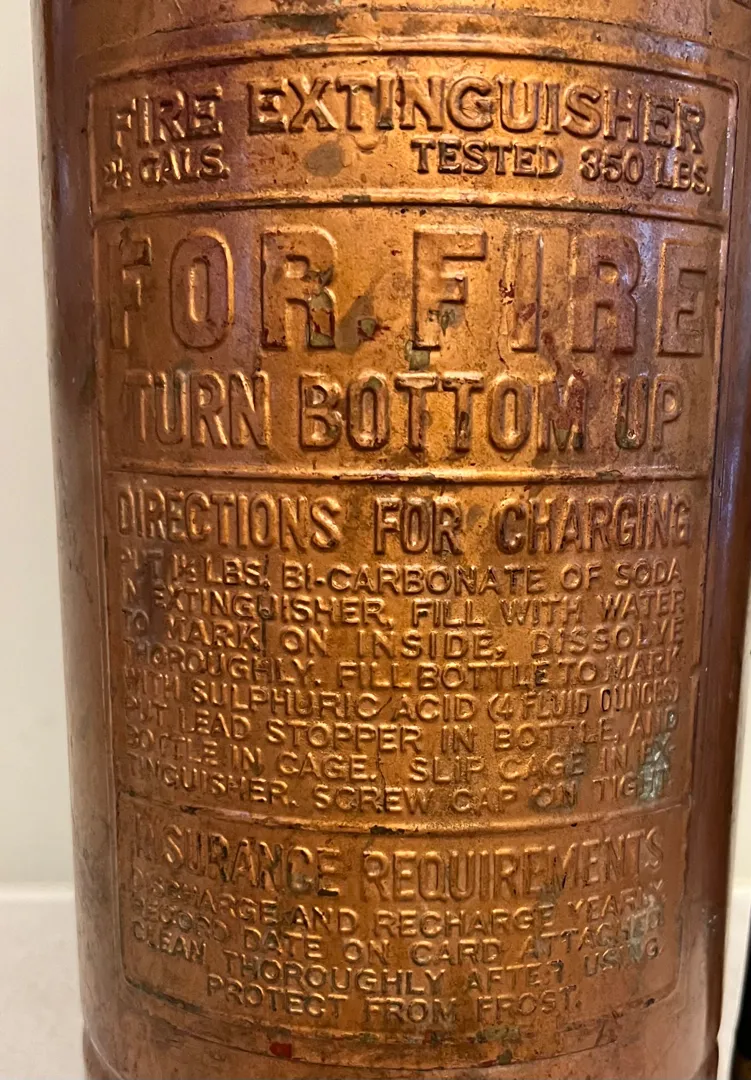 FIRE EXTINGUISHER
2½ GALS. TESTED 350 LBS.
FOR FIRE
TURN BOTTOM UP
DIRECTIONS FOR CHARGING
PUT 1½ LBS. BI-CARBONATE OF SODA
IN EXTINGUISHER. FILL WITH WATER
TO MARK ON INSIDE. DISSOLVE
THOROUGHLY. FILL BOTTLE TO MARK
WITH SULPHURIC ACID (4 FLUID OUNCES)
PUT LEAD STOPPER IN BOTTLE, AND
BOTTLE IN CAGE. SLIP CAGE IN EX-
TINGUISHER. SCREW CAP ON TIGHT.
INSURANCE REQUIREMENTS
DISCHARGE AND RECHARGE YEARLY
RECORD DATE ON CARD ATTACHED.
CLEAN THOROUGHLY AFTER USING.
PROTECT FROM FROST.